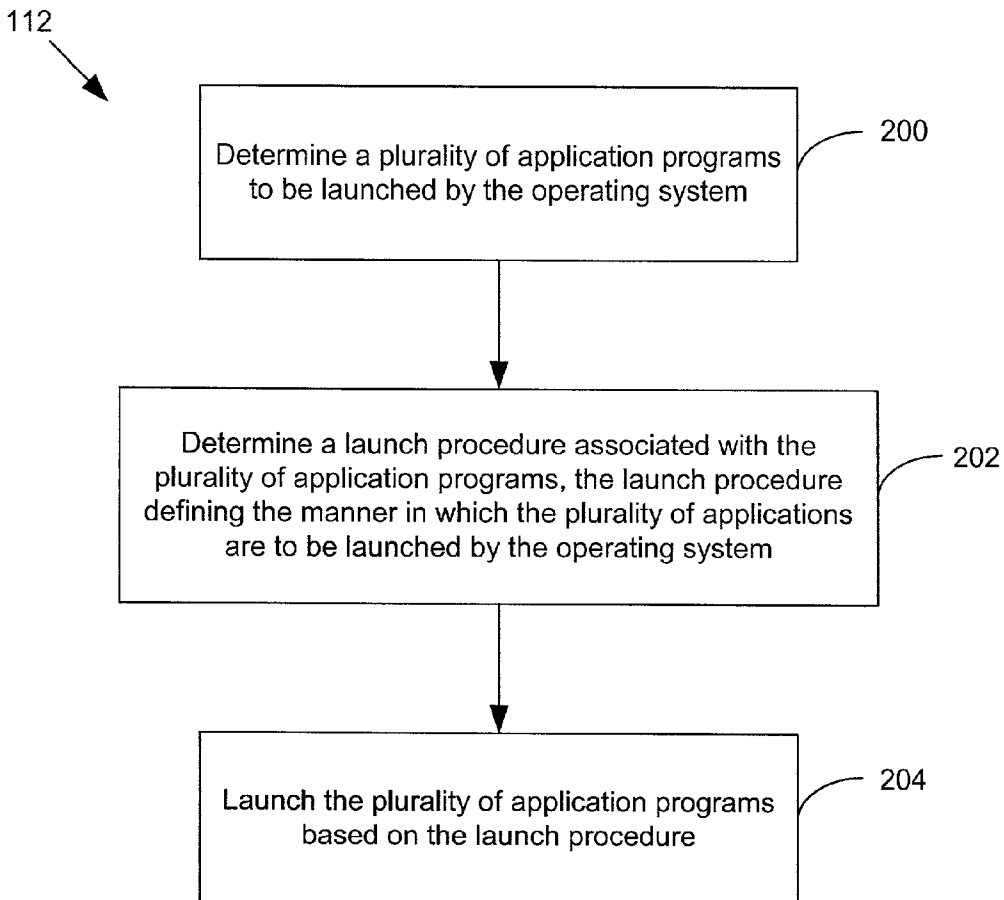 112
Determine a plurality of application programs
to be launched by the operating system
200
Determine a launch procedure associated with the
plurality of application programs, the launch procedure
defining the manner in which the plurality of applications
are to be launched by the operating system
202
Launch the plurality of application programs
based on the launch procedure
204